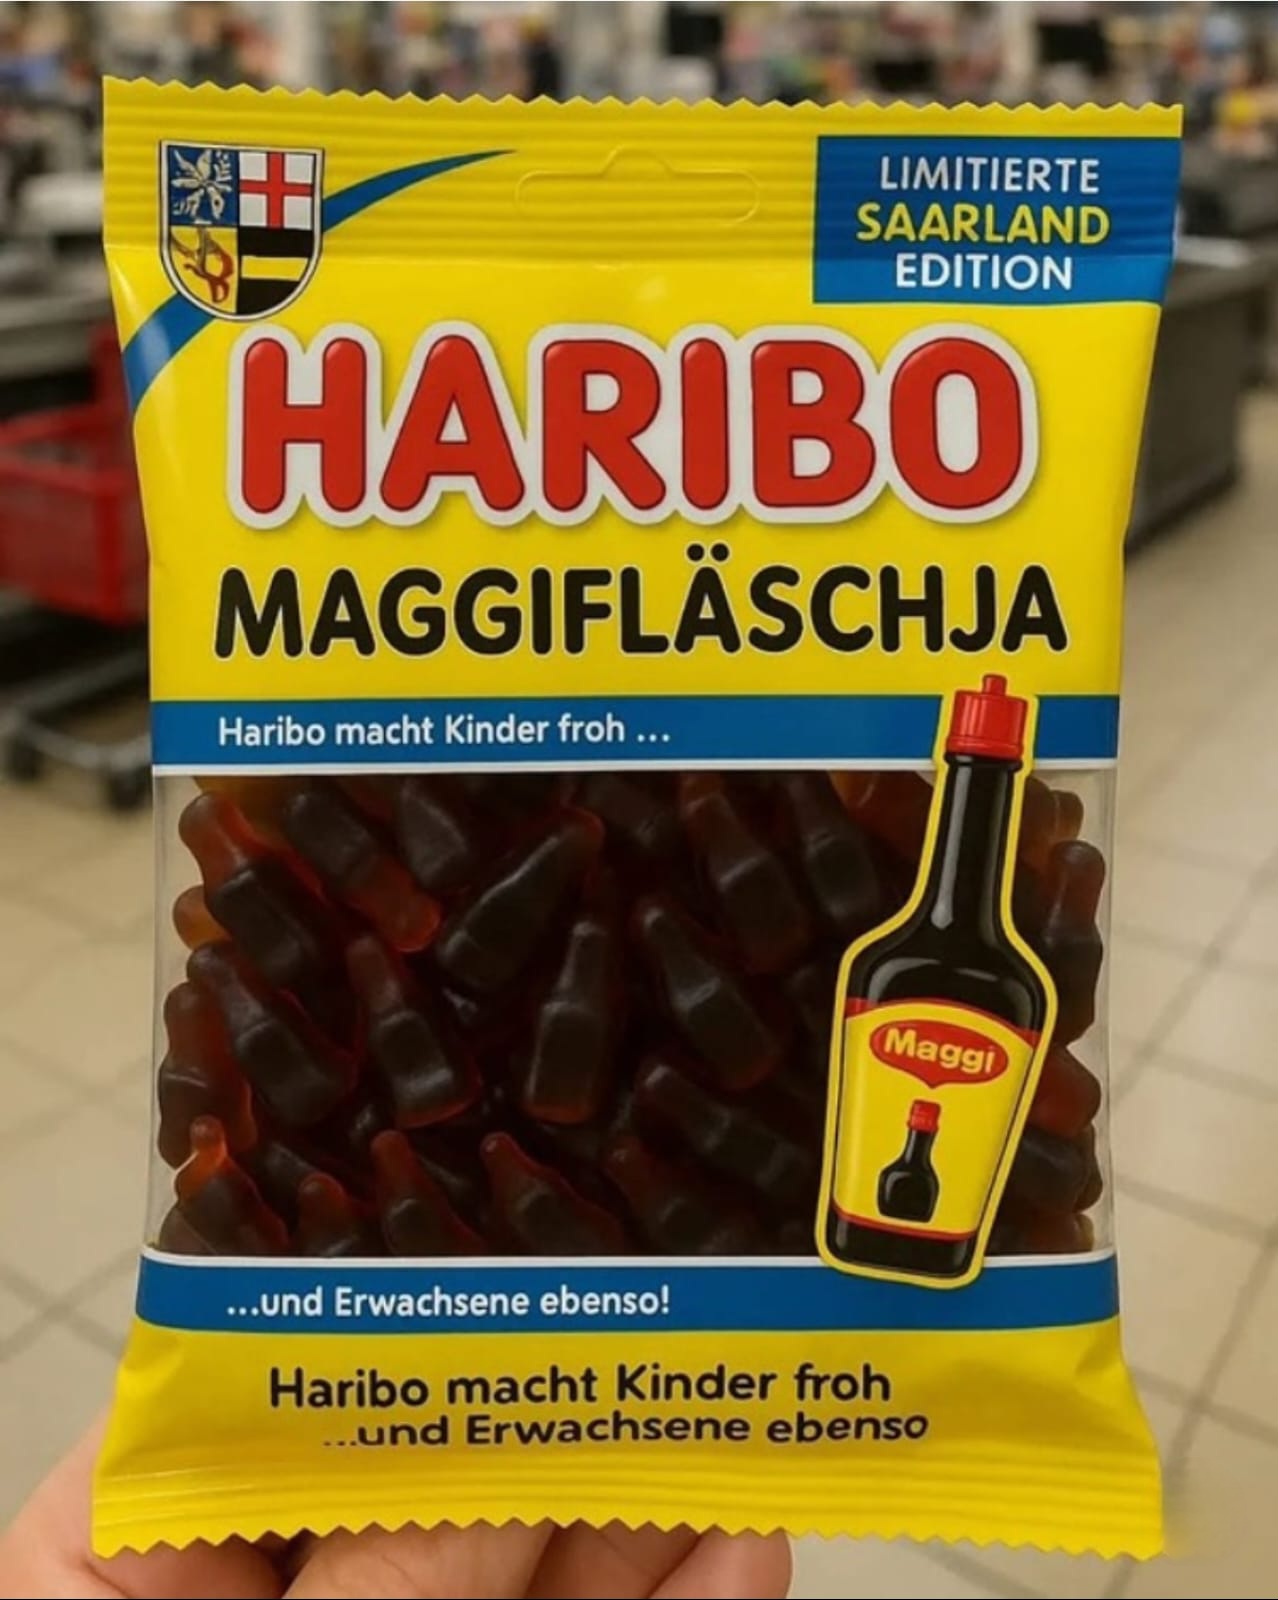 LIMITIERTE
SAARLAND
EDITION
HARIBO
MAGGIFLÄSCHJA
Haribo macht Kinder froh ...
Maggi
...und Erwachsene ebenso!
Haribo macht Kinder froh
...und Erwachsene ebenso